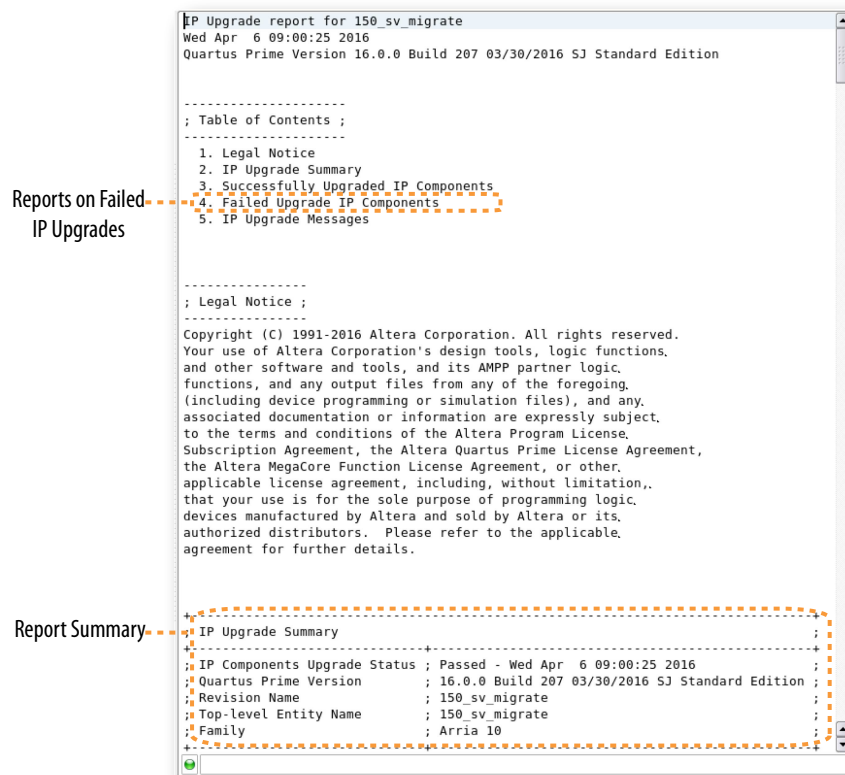 IP Upgrade report for 150_sv_migrate
Wed Apr  6 09:00:25 2016
Quartus Prime Version 16.0.0 Build 207 03/30/2016 SJ Standard Edition
---------------------
; Table of Contents ;
---------------------
1. Legal Notice
2. IP Upgrade Summary
3. Successfully Upgraded IP Components
4. Failed Upgrade IP Components
5. IP Upgrade Messages
Reports on Failed
IP Upgrades
----------------
; Legal Notice ;
----------------
Copyright (C) 1991-2016 Altera Corporation. All rights reserved.
Your use of Altera Corporation's design tools, logic functions
and other software and tools, and its AMPP partner logic
functions, and any output files from any of the foregoing
(including device programming or simulation files), and any
associated documentation or information are expressly subject
to the terms and conditions of the Altera Program License
Subscription Agreement, the Altera Quartus Prime License Agreement,
the Altera MegaCore Function License Agreement, or other
applicable license agreement, including, without limitation,
that your use is for the sole purpose of programming logic
devices manufactured by Altera and sold by Altera or its
authorized distributors.  Please refer to the applicable
agreement for further details.
Report Summary
+--------------------------------------------------------------------------------+
; IP Upgrade Summary ;
+------------------------------+-------------------------------------------------+
; IP Components Upgrade Status ; Passed - Wed Apr  6 09:00:25 2016 ;
; Quartus Prime Version ; 16.0.0 Build 207 03/30/2016 SJ Standard Edition ;
; Revision Name ; 150_sv_migrate ;
; Top-level Entity Name ; 150_sv_migrate ;
; Family ; Arria 10 ;
+------------------------------+-------------------------------------------------+